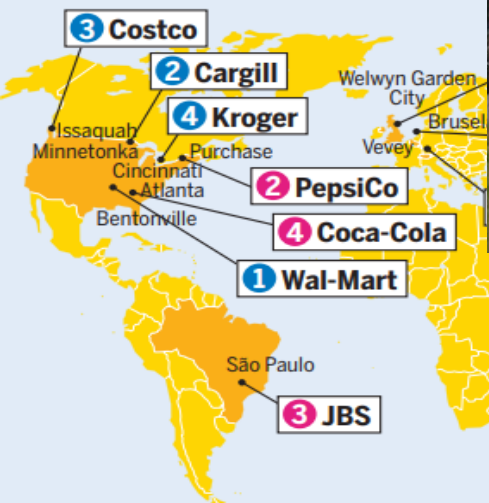 3 Costco
2 Cargill
4 Kroger
Welwyn Garden
City
Issaquah
Minnetonka
Purchase
Cincinnati
Atlanta
Bentonville
Vevey
2 PepsiCo
4 Coca-Cola
1 Wal-Mart
São Paulo
3 JBS